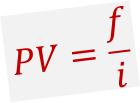 PV = f/i